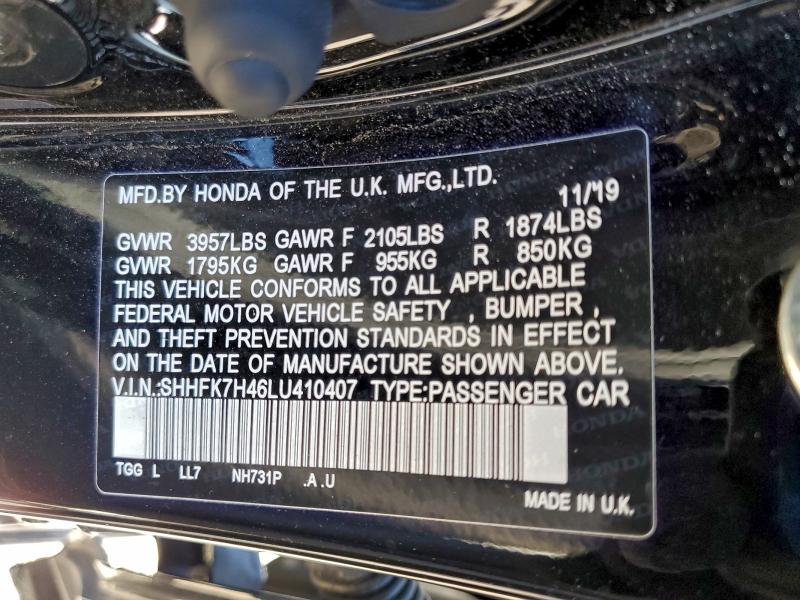 MFD.BY HONDA OF THE U.K. MFG.,LTD. 11/19
GVWR 3957LBS GAWR F 2105LBS R 1874LBS
GVWR 1795KG GAWR F 955KG R 850KG
THIS VEHICLE CONFORMS TO ALL APPLICABLE
FEDERAL MOTOR VEHICLE SAFETY , BUMPER ,
AND THEFT PREVENTION STANDARDS IN EFFECT
ON THE DATE OF MANUFACTURE SHOWN ABOVE.
V.I.N.:SHHFK7H46LU410407 TYPE:PASSENGER CAR
TGG L LL7 NH731P .A .U
MADE IN U.K.